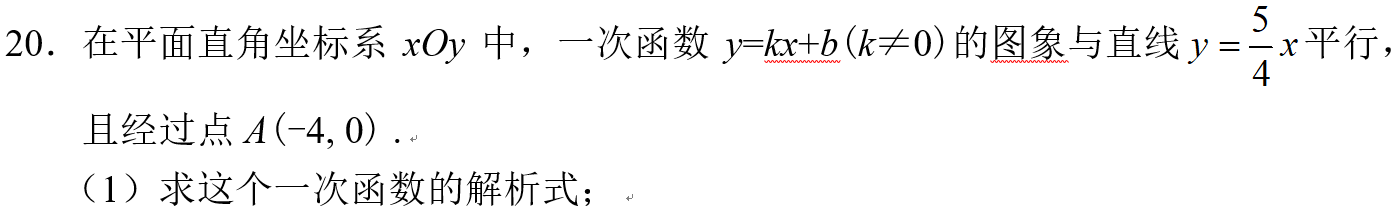 20．在平面直角坐标系 xOy 中，一次函数 y=kx+b(k≠0)的图象与直线 y = 5/4 x 平行，
且经过点 A(-4, 0) .
（1）求这个一次函数的解析式；